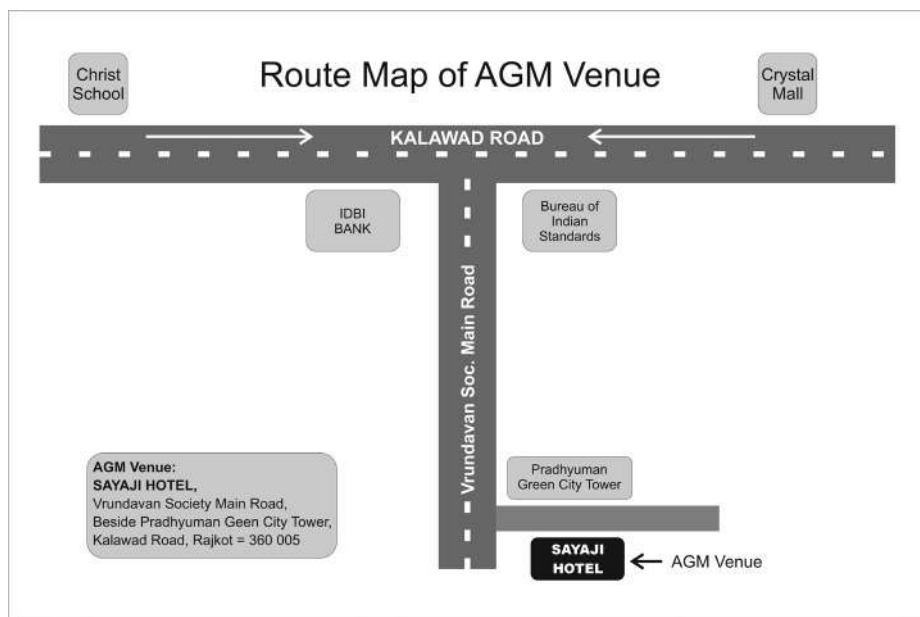 Route Map of AGM Venue
Christ
School
Crystal
Mall
KALAWAD ROAD
IDBI
BANK
Bureau of
Indian
Standards
Vrundavan Soc. Main Road
Pradhyuman
Green City Tower
AGM Venue:
SAYAJI HOTEL,
Vrundavan Society Main Road,
Beside Pradhyuman Geen City Tower,
Kalawad Road, Rajkot = 360 005
SAYAJI
HOTEL
AGM Venue